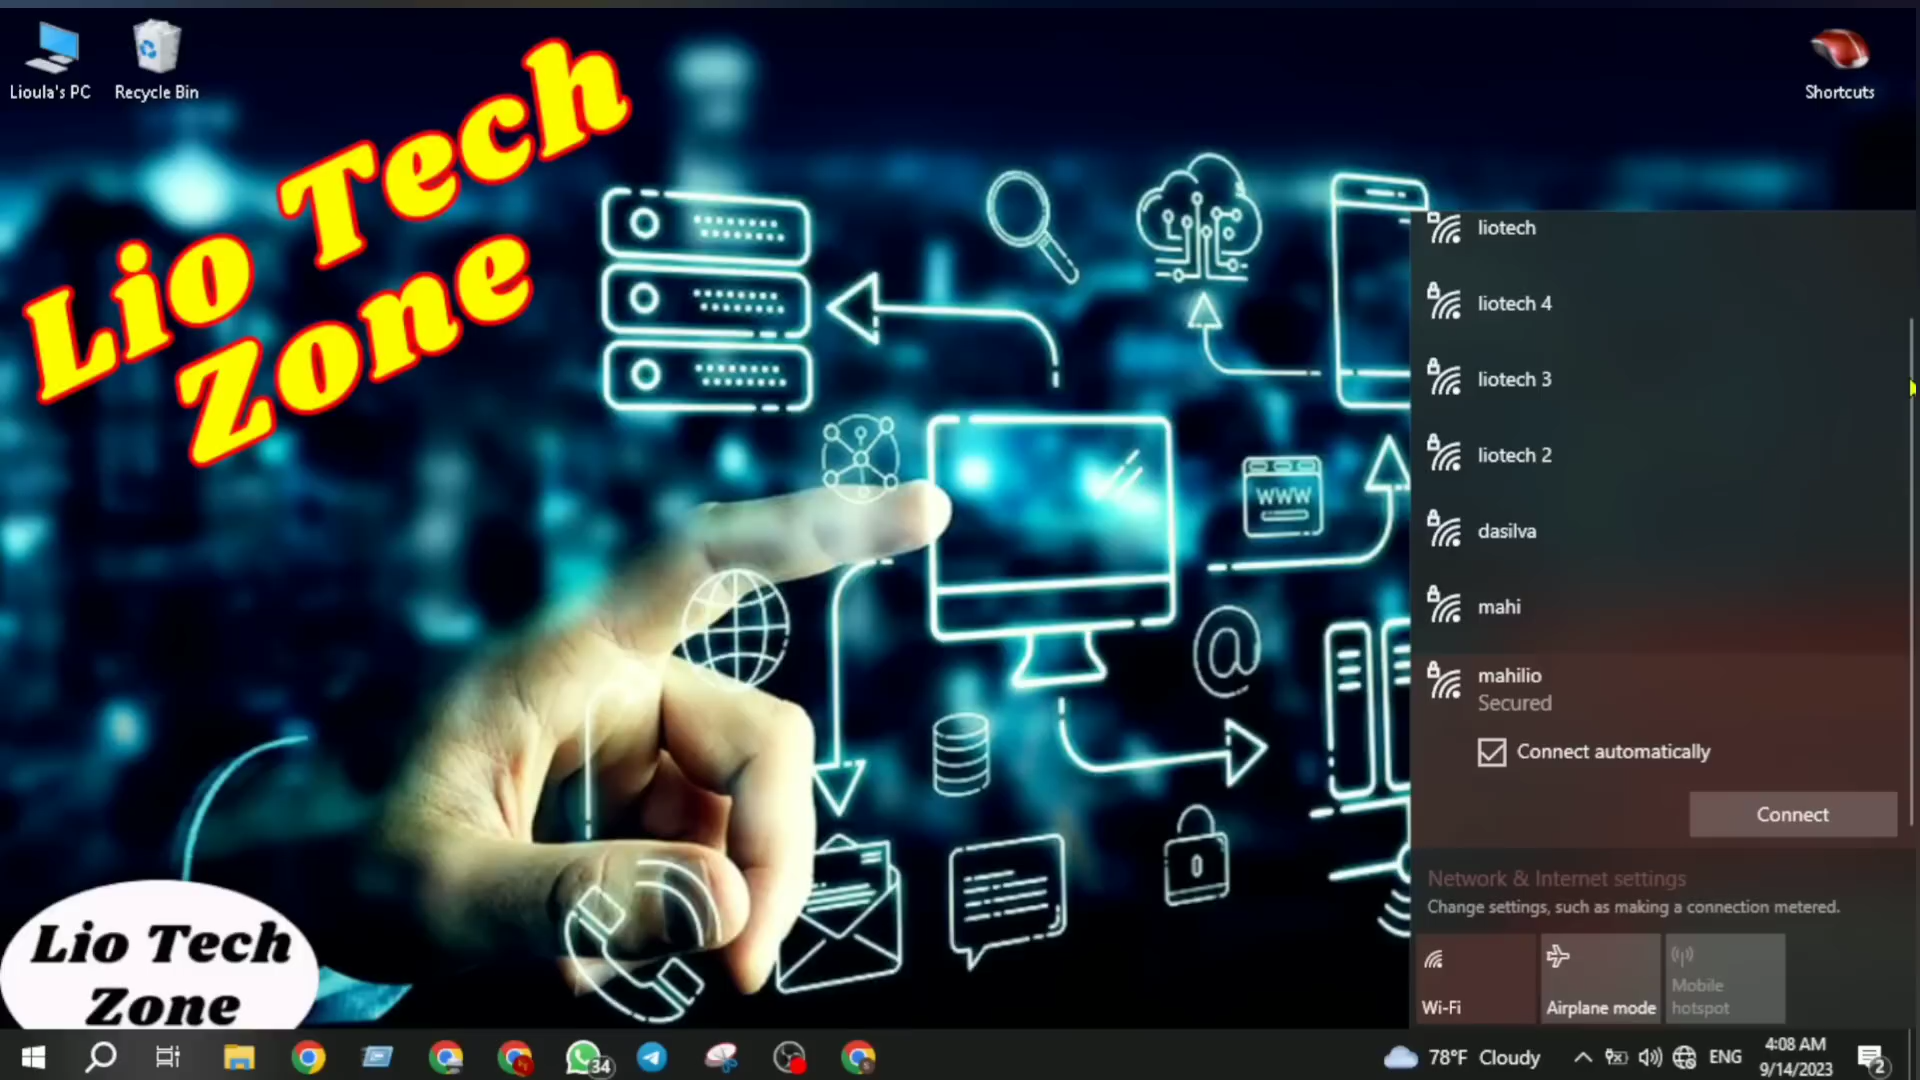 Lioula's PC
Recycle Bin
Shortcuts
Lio Tech
Zone
WWW
@
liotech
liotech 4
liotech 3
liotech 2
dasilva
mahi
mahilio
Secured
Connect automatically
Connect
Network & Internet settings
Change settings, such as making a connection metered.
Wi-Fi
Airplane mode
Mobile
hotspot
Lio Tech
Zone
34
78°F Cloudy
ENG
4:08 AM
9/14/2023
2